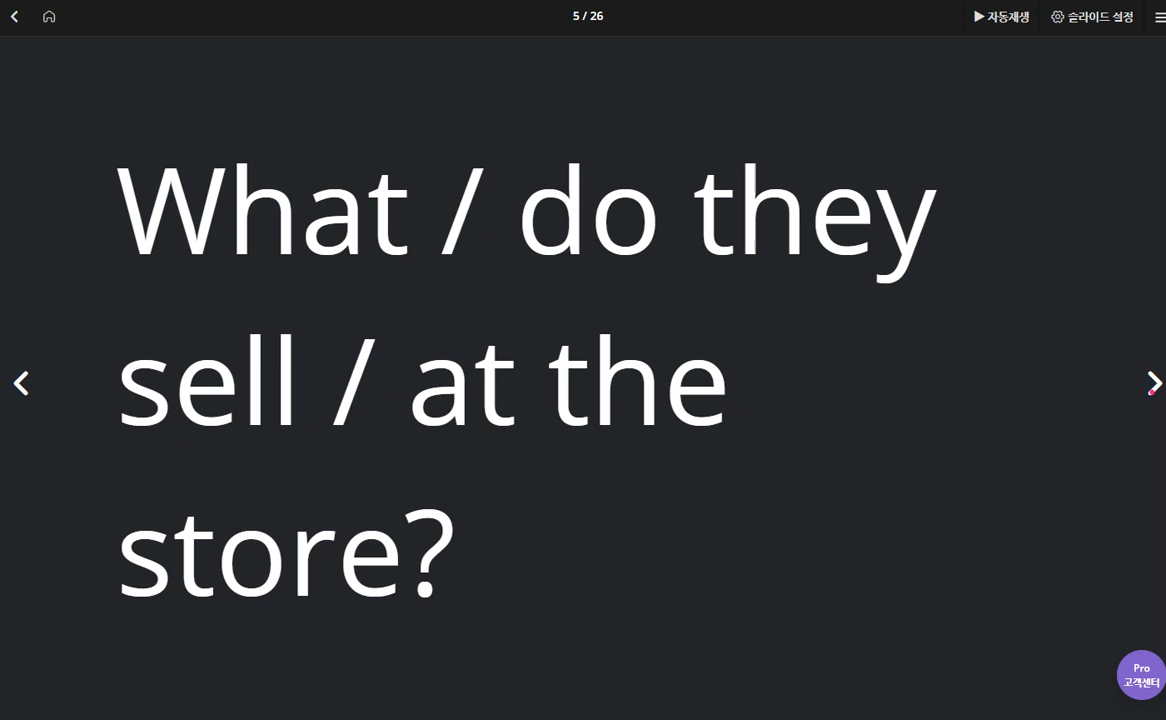 5 / 26
▶ 자동재생
슬라이드 설정
What / do they
sell / at the
store?
Pro
고객센터